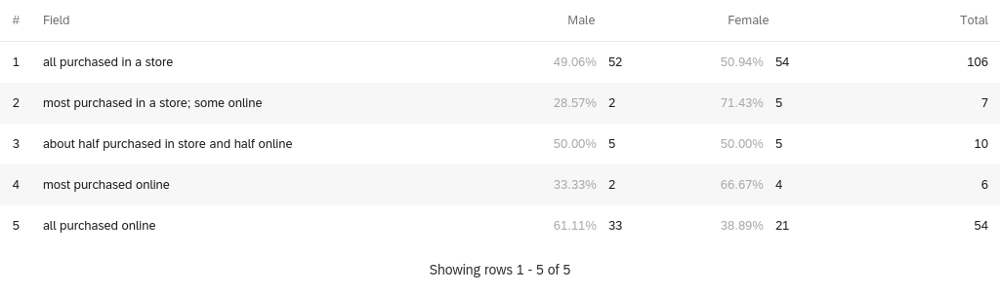 # Field Male Female Total
1 all purchased in a store 49.06% 52 50.94% 54 106
2 most purchased in a store; some online 28.57% 2 71.43% 5 7
3 about half purchased in store and half online 50.00% 5 50.00% 5 10
4 most purchased online 33.33% 2 66.67% 4 6
5 all purchased online 61.11% 33 38.89% 21 54
Showing rows 1 - 5 of 5